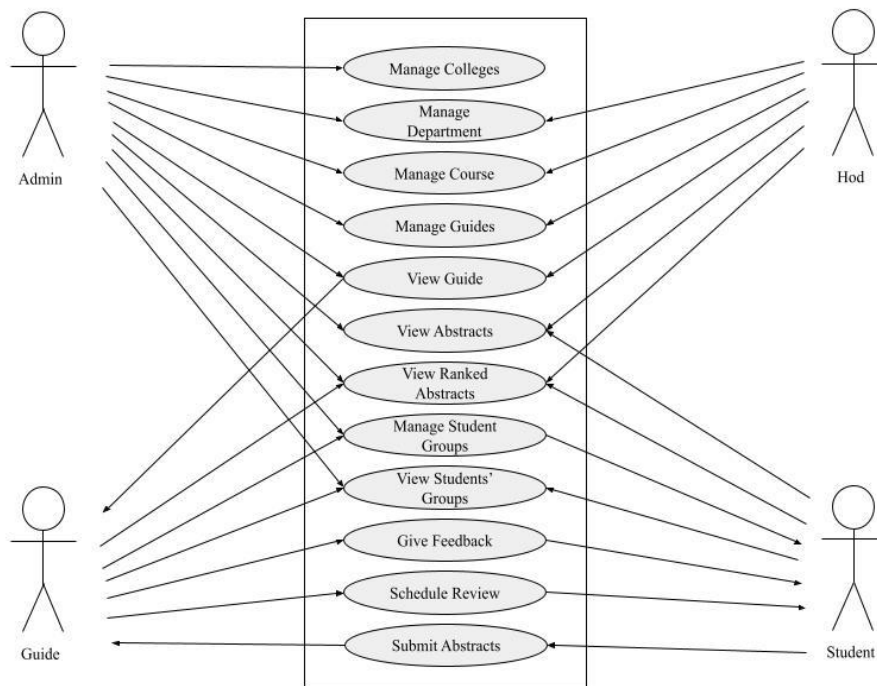 Manage Colleges
Manage
Department
Manage Course
Admin
Hod
Manage Guides
View Guide
View Abstracts
View Ranked
Abstracts
Manage Student
Groups
View Students’
Groups
Give Feedback
Schedule Review
Submit Abstracts
Guide
Student